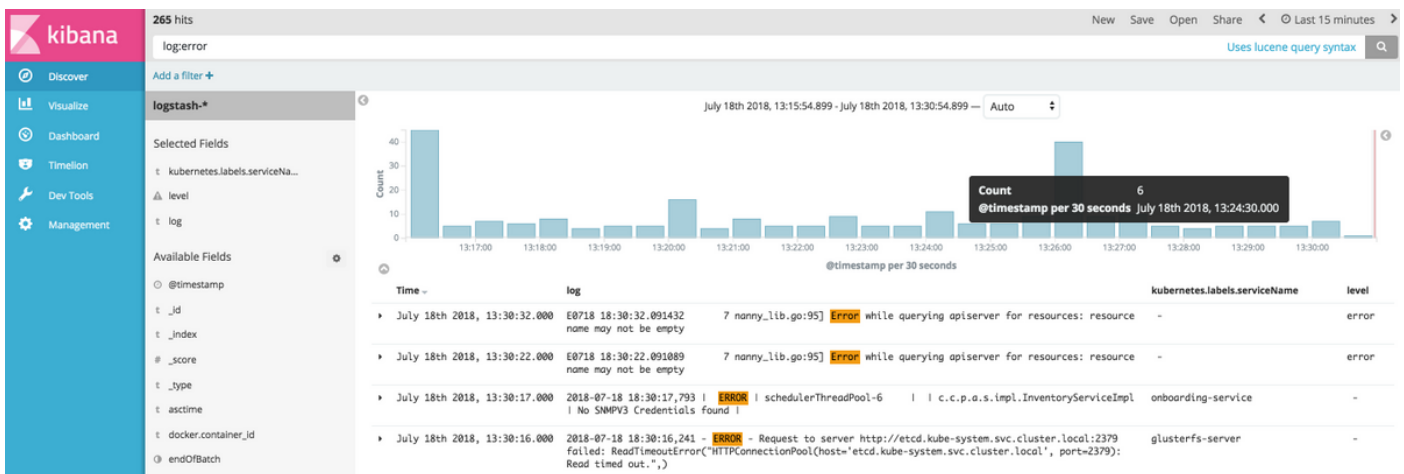 kibana
265 hits
New Save Open Share Last 15 minutes
log:error
Uses lucene query syntax
Add a filter +
Discover
Visualize
Dashboard
Timelion
Dev Tools
Management
logstash-*
Selected Fields
t kubernetes.labels.serviceNa...
level
t log
Available Fields
@timestamp
t _id
t _index
# _score
t _type
t asctime
t docker.container_id
endOfBatch
July 18th 2018, 13:15:54.899 - July 18th 2018, 13:30:54.899 — Auto
Count
40
30
20
10
0
13:17:00 13:18:00 13:19:00 13:20:00 13:21:00 13:22:00 13:23:00 13:24:00 13:25:00 13:26:00 13:27:00 13:28:00 13:29:00 13:30:00
@timestamp per 30 seconds
Count 6
@timestamp per 30 seconds July 18th 2018, 13:24:30.000
Time log kubernetes.labels.serviceName level
July 18th 2018, 13:30:32.000 E0718 18:30:32.091432 7 nanny_lib.go:95] Error while querying apiserver for resources: resource - error
name may not be empty
July 18th 2018, 13:30:22.000 E0718 18:30:22.091089 7 nanny_lib.go:95] Error while querying apiserver for resources: resource - error
name may not be empty
July 18th 2018, 13:30:17.000 2018-07-18 18:30:17,793 | ERROR | schedulerThreadPool-6 | | c.c.p.a.s.impl.InventoryServiceImpl onboarding-service -
| No SNMPV3 Credentials found |
July 18th 2018, 13:30:16.000 2018-07-18 18:30:16,241 - ERROR - Request to server http://etcd.kube-system.svc.cluster.local:2379 glusterfs-server -
failed: ReadTimeoutError("HTTPConnectionPool(host='etcd.kube-system.svc.cluster.local', port=2379):
Read timed out.",)